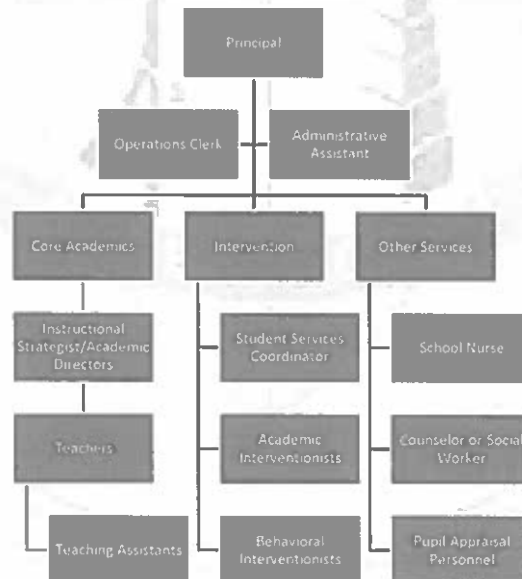 Principal
Operations Clerk
Administrative
Assistant
Core Academics
Intervention
Other Services
Instructional
Strategist/Academic
Directors
Student Services
Coordinator
School Nurse
Teachers
Academic
Interventionists
Counselor or Social
Worker
Teaching Assistants
Behavioral
Interventionists
Pupil Appraisal
Personnel